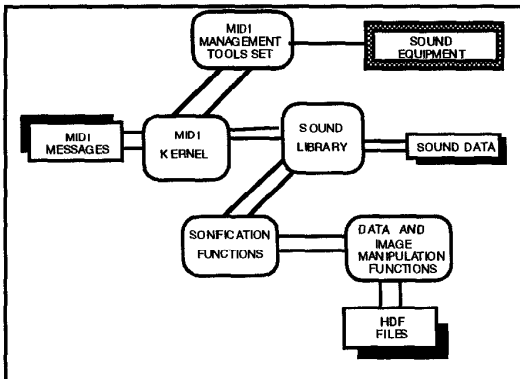 MIDI
MANAGEMENT
TOOLS SET
SOUND
EQUIPMENT
MIDI
MESSAGES
MIDI
KERNEL
SOUND
LIBRARY
SOUND DATA
SONIFICATION
FUNCTIONS
DATA AND
IMAGE
MANIPULATION
FUNCTIONS
HDF
FILES